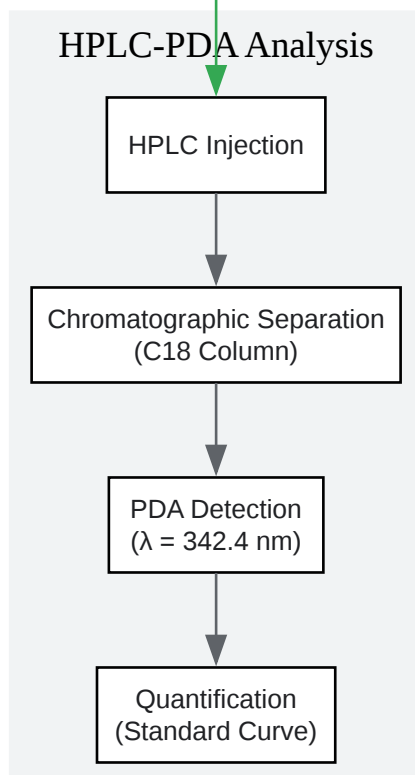 HPLC-PDA Analysis
HPLC Injection
Chromatographic Separation
(C18 Column)
PDA Detection
(λ = 342.4 nm)
Quantification
(Standard Curve)